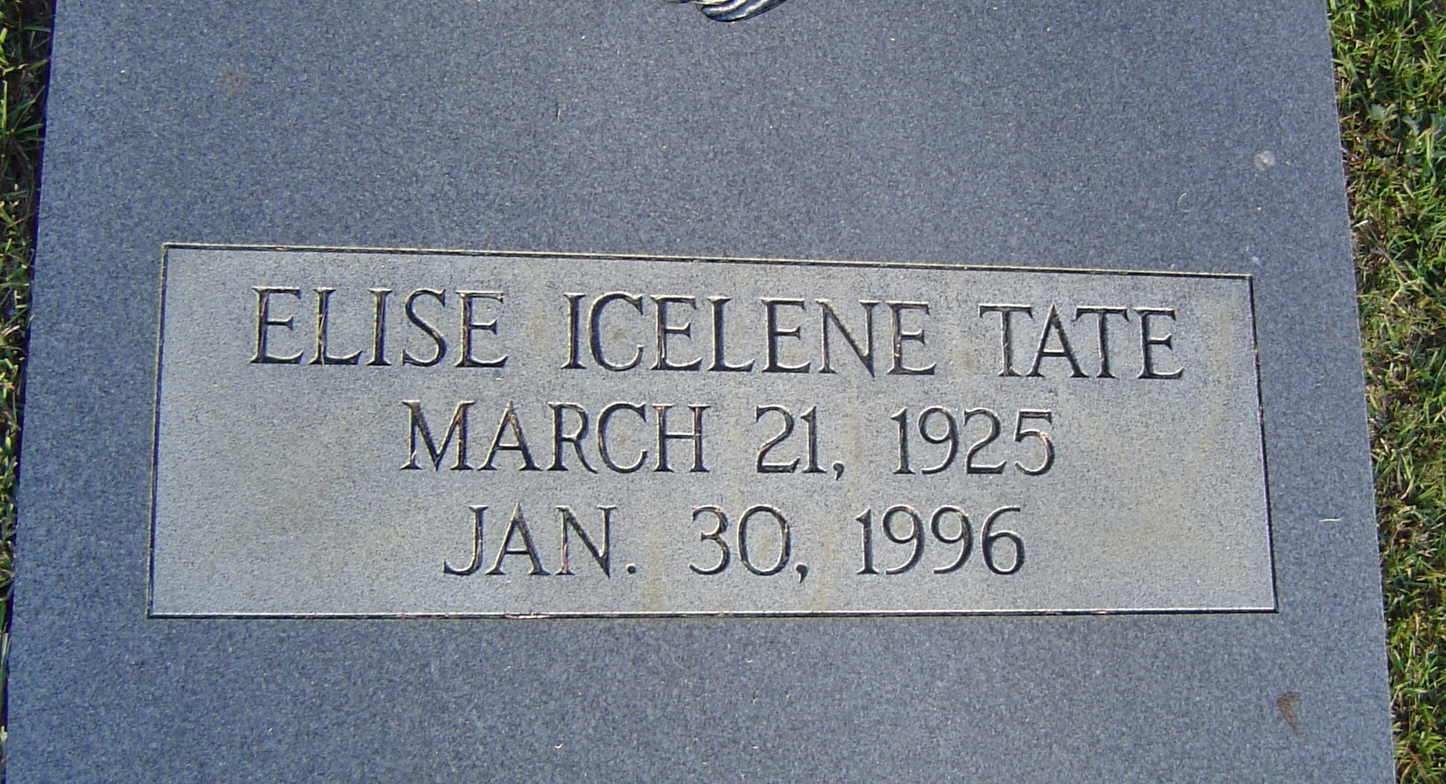 ELISE ICELENE TATE
MARCH 21, 1925
JAN. 30, 1996